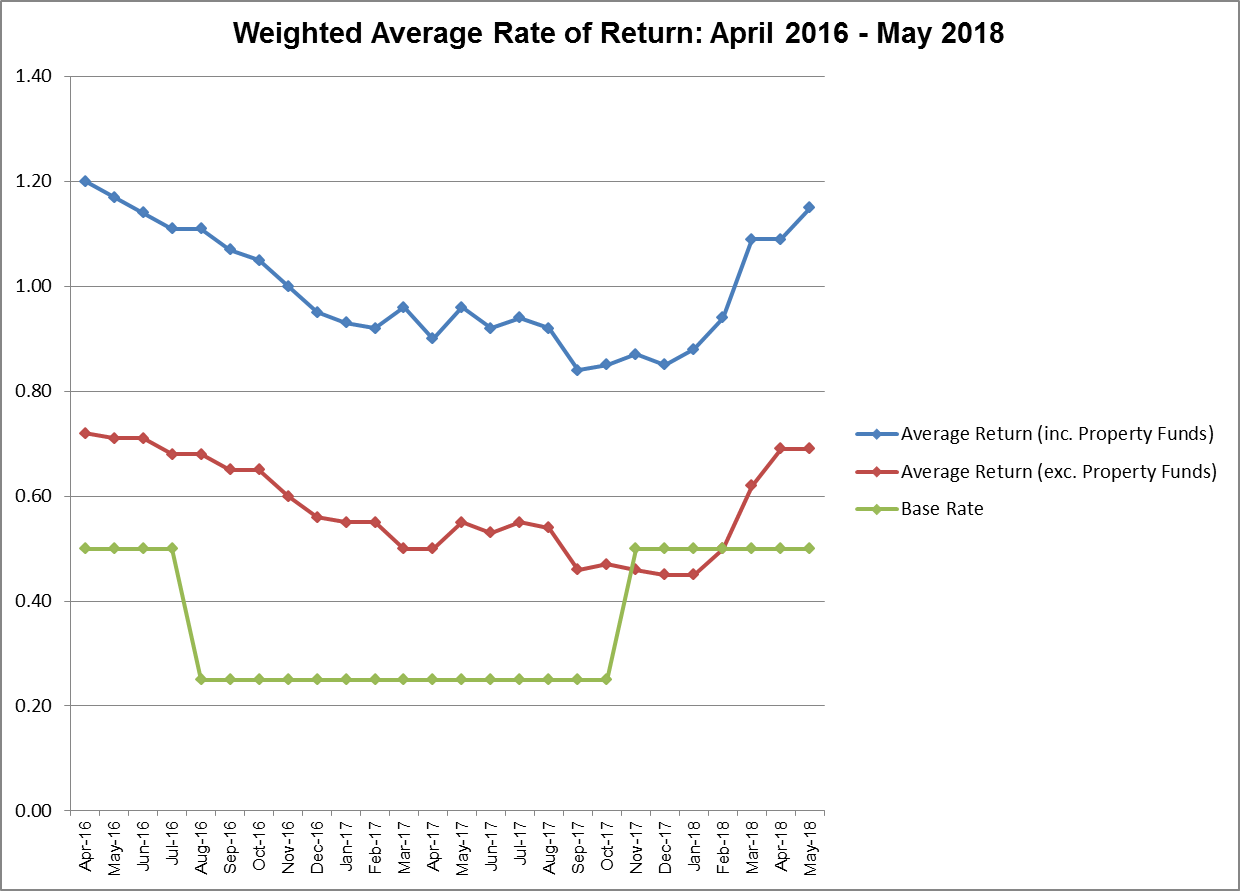 Weighted Average Rate of Return: April 2016 - May 2018
1.40
1.20
1.00
0.80
0.60
0.40
0.20
0.00
Average Return (inc. Property Funds)
Average Return (exc. Property Funds)
Base Rate
Apr-16
May-16
Jun-16
Jul-16
Aug-16
Sep-16
Oct-16
Nov-16
Dec-16
Jan-17
Feb-17
Mar-17
Apr-17
May-17
Jun-17
Jul-17
Aug-17
Sep-17
Oct-17
Nov-17
Dec-17
Jan-18
Feb-18
Mar-18
Apr-18
May-18